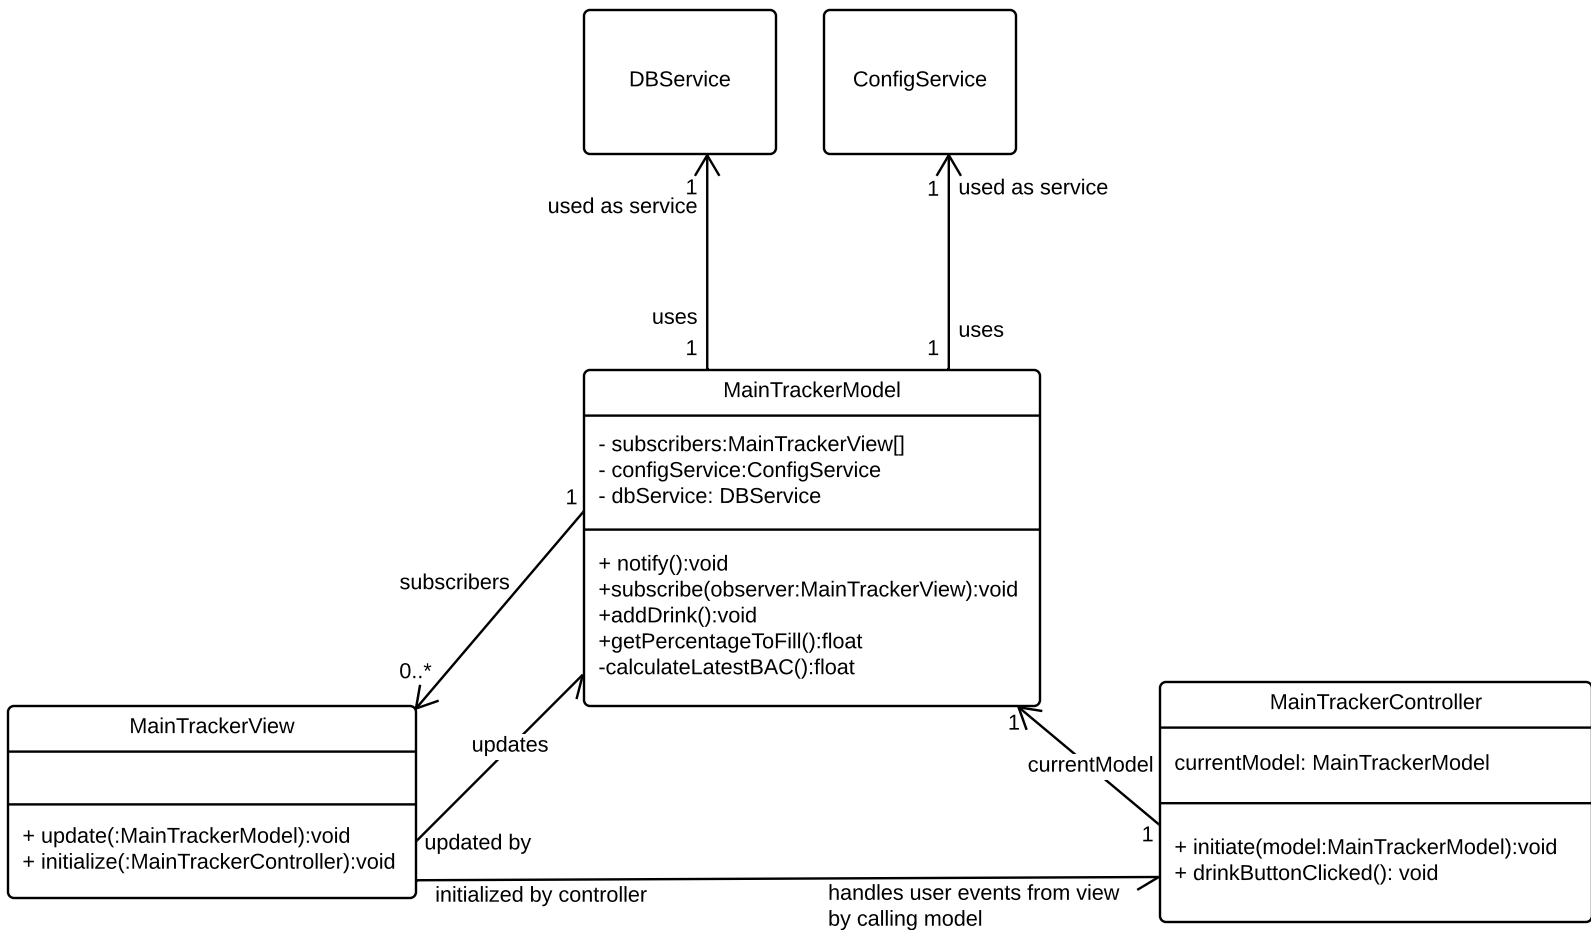 DBService
ConfigService
1
used as service
1
used as service
uses
1
uses
1
MainTrackerModel
- subscribers:MainTrackerView[]
- configService:ConfigService
- dbService: DBService
1
+ notify():void
+subscribe(observer:MainTrackerView):void
+addDrink():void
+getPercentageToFill():float
-calculateLatestBAC():float
subscribers
0..*
MainTrackerView
+ update(:MainTrackerModel):void
+ initialize(:MainTrackerController):void
updates
updated by
1
currentModel
1
MainTrackerController
currentModel: MainTrackerModel
+ initiate(model:MainTrackerModel):void
+ drinkButtonClicked(): void
initialized by controller
handles user events from view
by calling model